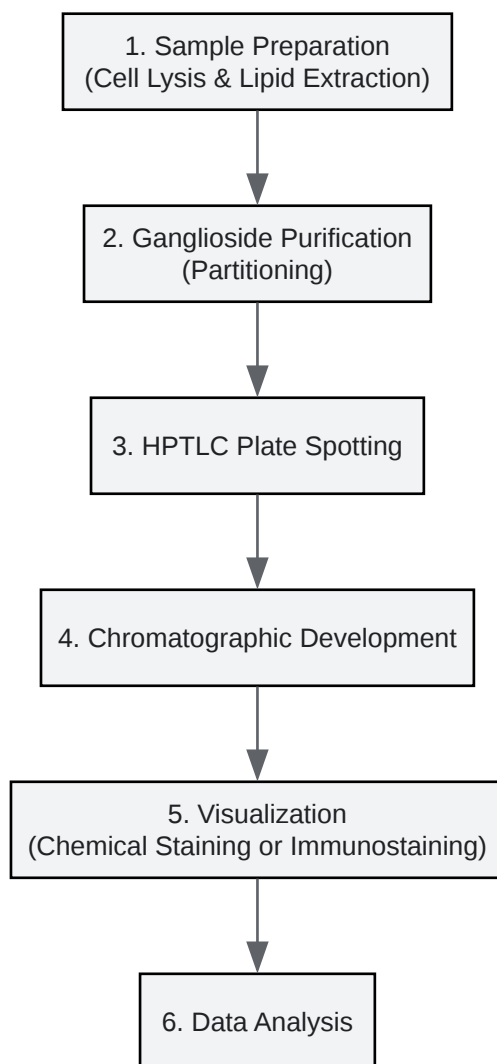 1. Sample Preparation
(Cell Lysis & Lipid Extraction)
2. Ganglioside Purification
(Partitioning)
3. HPTLC Plate Spotting
4. Chromatographic Development
5. Visualization
(Chemical Staining or Immunostaining)
6. Data Analysis